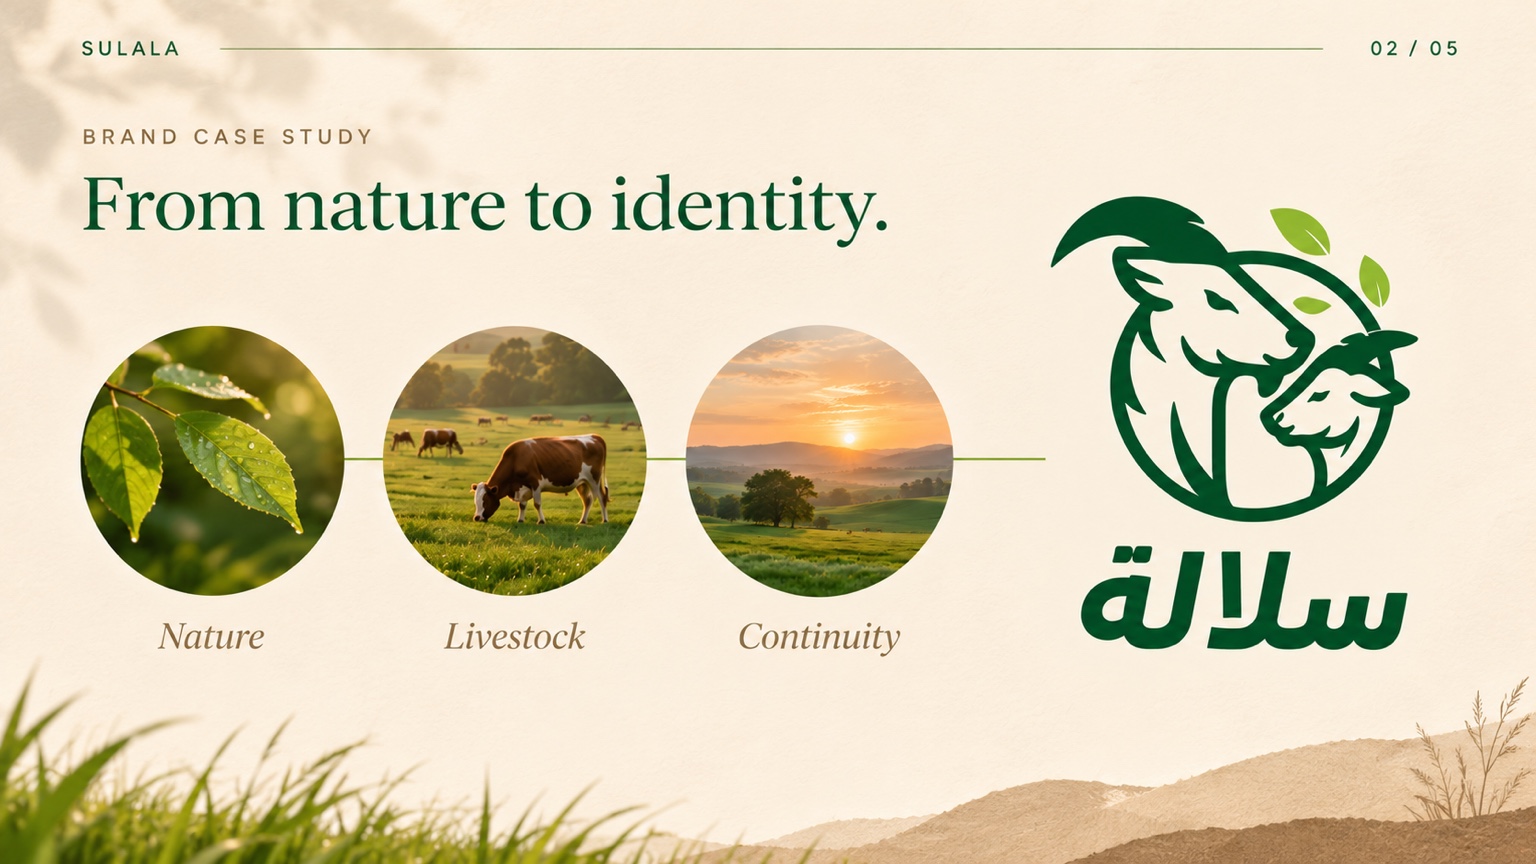 SULALA
02 / 05
BRAND CASE STUDY
From nature to identity.
Nature
Livestock
Continuity
سلالة